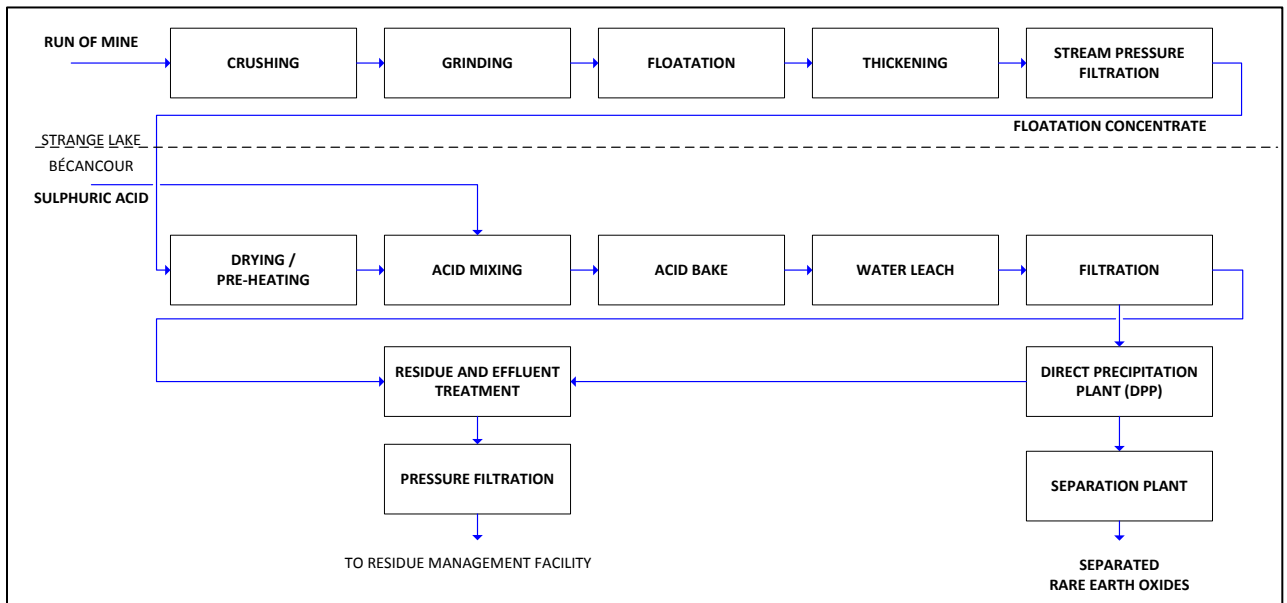 RUN OF MINE
CRUSHING
GRINDING
FLOATATION
THICKENING
STREAM PRESSURE
FILTRATION
FLOATATION CONCENTRATE
STRANGE LAKE
BÉCANCOUR
SULPHURIC ACID
DRYING /
PRE-HEATING
ACID MIXING
ACID BAKE
WATER LEACH
FILTRATION
RESIDUE AND EFFLUENT
TREATMENT
DIRECT PRECIPITATION
PLANT (DPP)
PRESSURE FILTRATION
SEPARATION PLANT
TO RESIDUE MANAGEMENT FACILITY
SEPARATED
RARE EARTH OXIDES